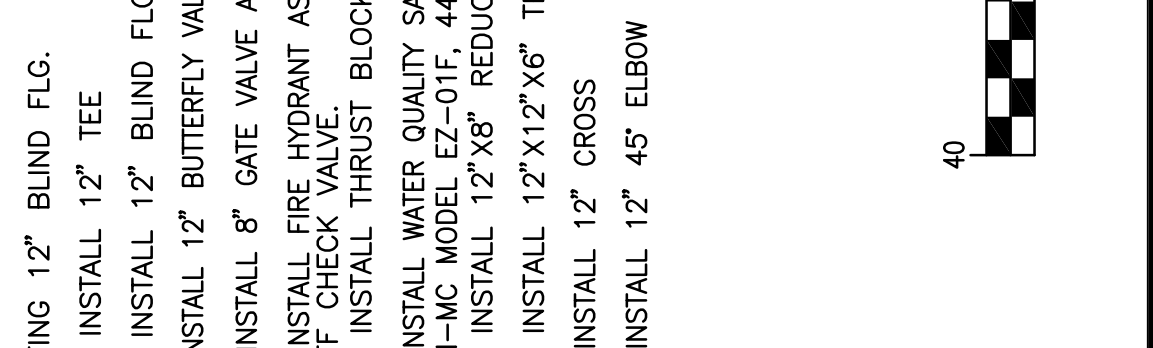 TING 12" BLIND FLG.
INSTALL 12" TEE
INSTALL 12" BLIND FLG
NSTALL 12" BUTTERFLY VAL
INSTALL 8" GATE VALVE A
NSTALL FIRE HYDRANT AS
F CHECK VALVE.
INSTALL THRUST BLOCK
NSTALL WATER QUALITY SA
I-MC MODEL EZ-01F, 44
INSTALL 12"X8" REDUC
INSTALL 12"X12"X6" T
INSTALL 12" CROSS
INSTALL 12" 45° ELBOW
40